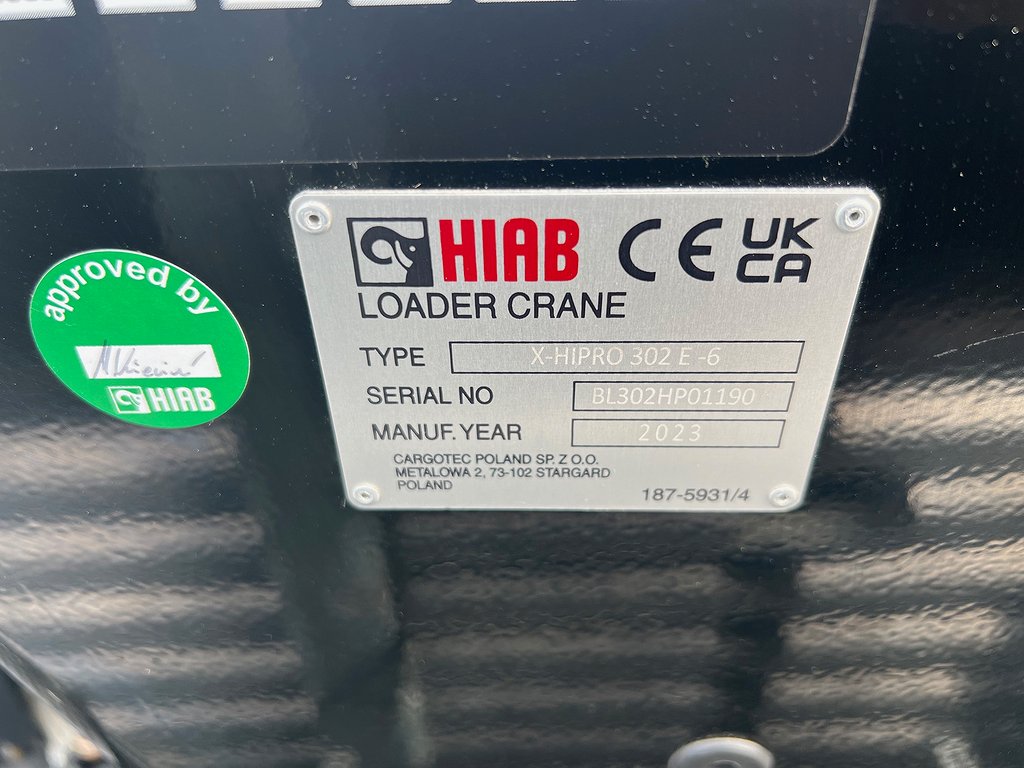 approved by
HIAB
HIAB CE UK CA
LOADER CRANE
TYPE X-HiPRO 302 E -6
SERIAL NO BL302HP01190
MANUF. YEAR 2023
CARGOTEC POLAND SP. Z O.O.
METALOWA 2, 73-102 STARGARD
POLAND
187-5931/4